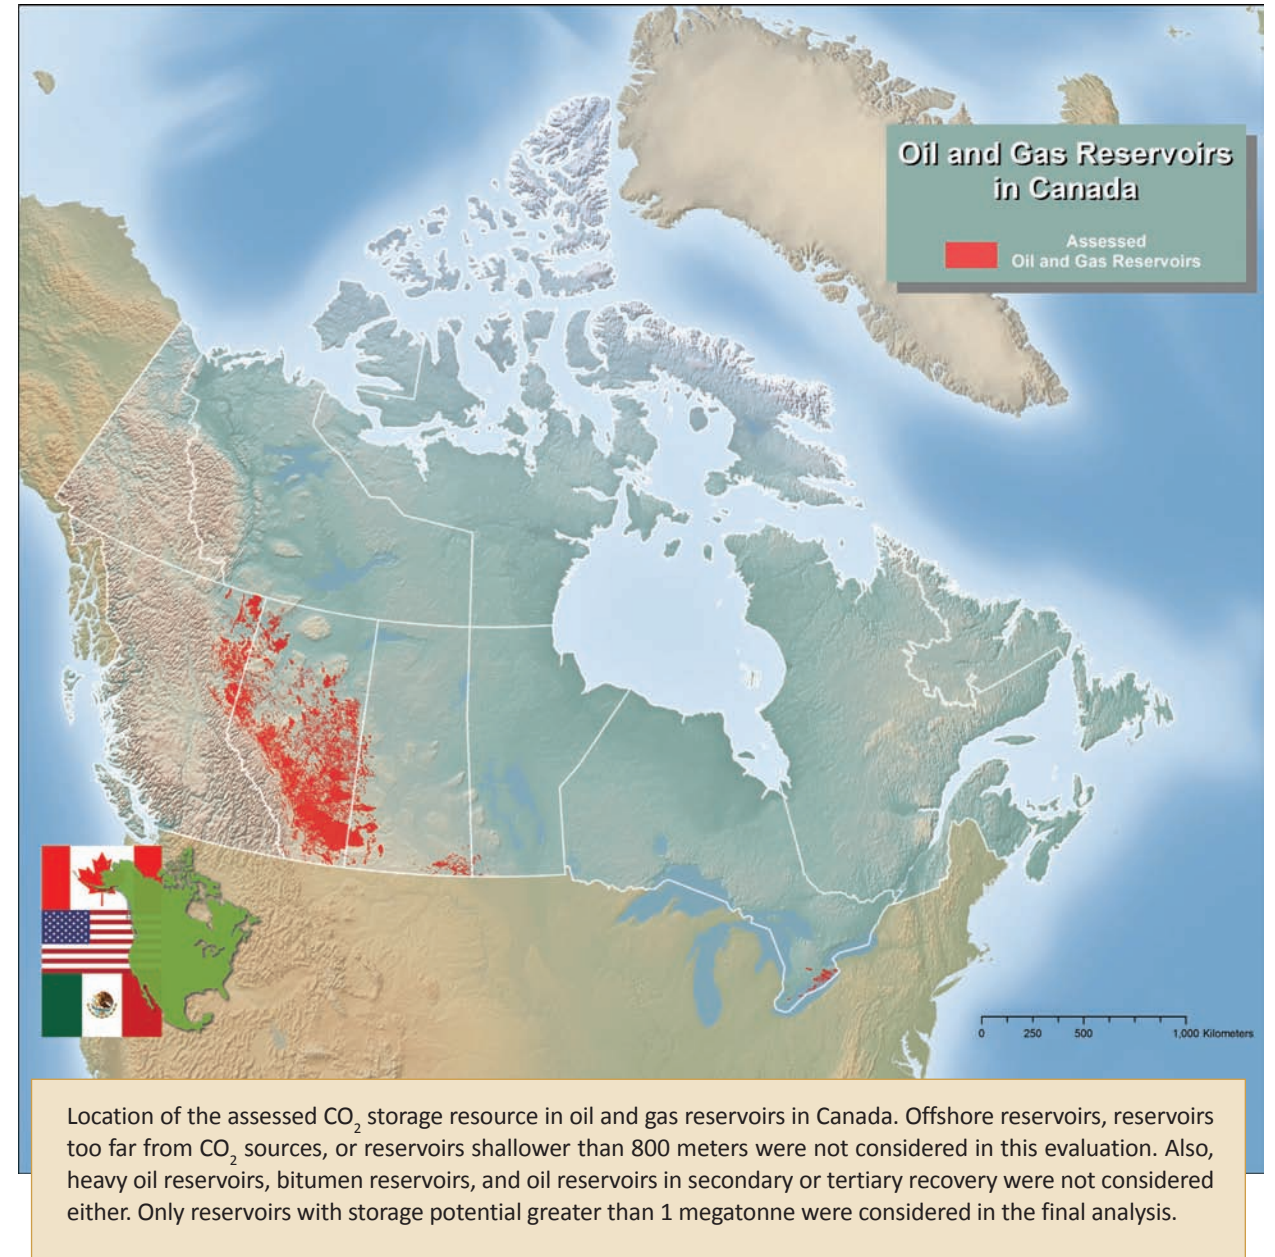 Oil and Gas Reservoirs
in Canada
Assessed
Oil and Gas Reservoirs
0 250 500 1,000 Kilometers
Location of the assessed CO₂ storage resource in oil and gas reservoirs in Canada. Offshore reservoirs, reservoirs
too far from CO₂ sources, or reservoirs shallower than 800 meters were not considered in this evaluation. Also,
heavy oil reservoirs, bitumen reservoirs, and oil reservoirs in secondary or tertiary recovery were not considered
either. Only reservoirs with storage potential greater than 1 megatonne were considered in the final analysis.